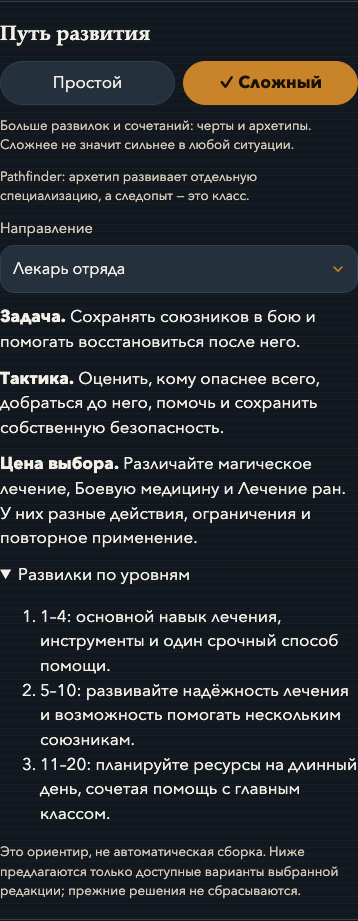 Путь развития
Простой
✓ Сложный
Больше развилок и сочетаний: черты и архетипы.
Сложнее не значит сильнее в любой ситуации.
Pathfinder: архетип развивает отдельную
специализацию, а следопыт – это класс.
Направление
Лекарь отряда
Задача. Сохранять союзников в бою и
помогать восстановиться после него.
Тактика. Оценить, кому опаснее всего,
добраться до него, помочь и сохранить
собственную безопасность.
Цена выбора. Различайте магическое
лечение, Боевую медицину и Лечение ран.
У них разные действия, ограничения и
повторное применение.
▼ Развилки по уровням
1. 1–4: основной навык лечения,
инструменты и один срочный способ
помощи.
2. 5–10: развивайте надёжность лечения
и возможность помогать нескольким
союзникам.
3. 11–20: планируйте ресурсы на длинный
день, сочетая помощь с главным
классом.
Это ориентир, не автоматическая сборка. Ниже
предлагаются только доступные варианты выбранной
редакции; прежние решения не сбрасываются.